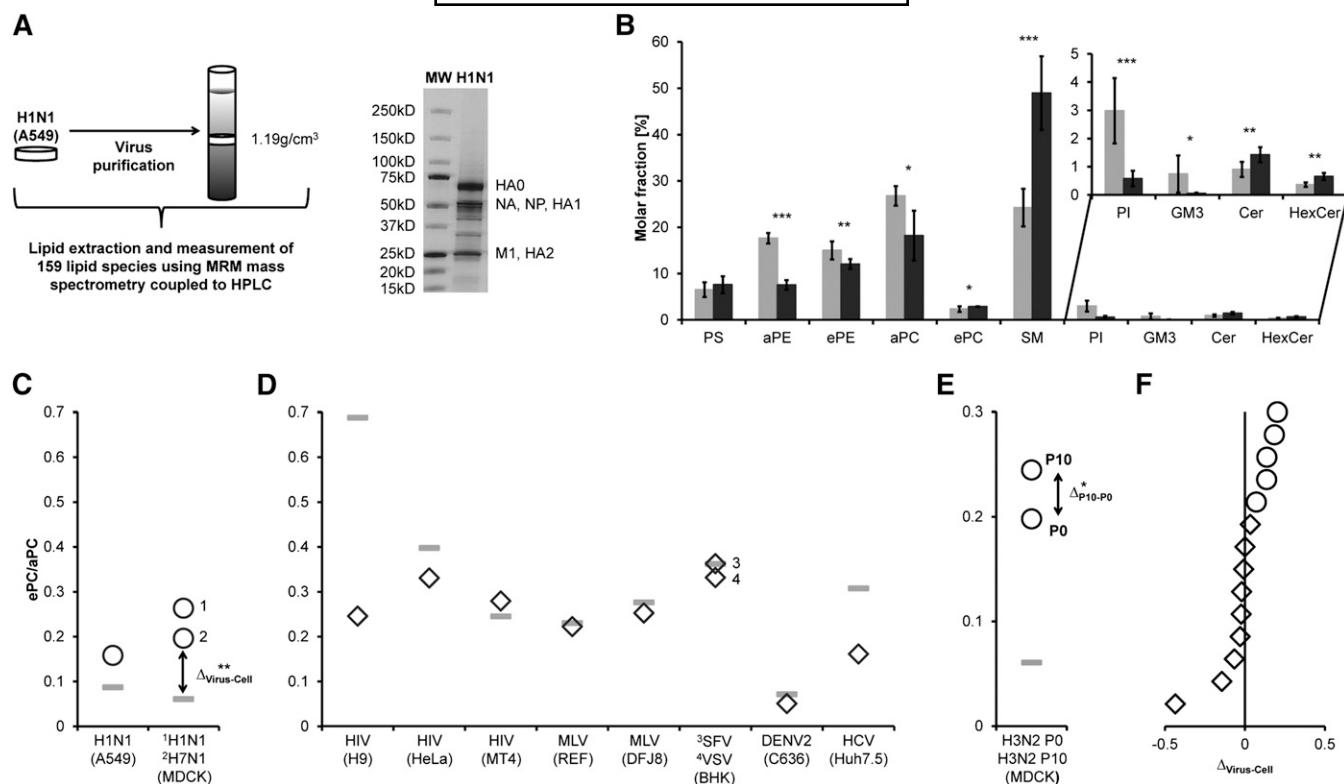 A
H1N1
(A549)
Virus
purification
1.19g/cm³
Lipid extraction and measurement of
159 lipid species using MRM mass
spectrometry coupled to HPLC
MW H1N1
250kD
150kD
100kD
75kD
50kD
37kD
25kD
20kD
15kD
HA0
NA, NP, HA1
M1, HA2
B
Molar fraction [%]
60
50
40
30
20
10
0
***
**
*
*
***
PS aPE ePE aPC ePC SM PI GM3 Cer HexCer
5
4
3
2
1
0
***
*
**
**
PI GM3 Cer HexCer
C
ePC/aPC
0.7
0.6
0.5
0.4
0.3
0.2
0.1
0
1
2
**
ΔVirus-Cell
H1N1
(A549)
¹H1N1
²H7N1
(MDCK)
D
0.7
0.6
0.5
0.4
0.3
0.2
0.1
0
3
4
HIV
(H9)
HIV
(HeLa)
HIV
(MT4)
MLV
(REF)
MLV
(DFJ8)
³SFV
⁴VSV
(BHK)
DENV2
(C636)
HCV
(Huh7.5)
E
0.3
0.2
0.1
0
P10
*
ΔP10-P0
P0
H3N2 P0
H3N2 P10
(MDCK)
F
-0.5 0 0.5
ΔVirus-Cell